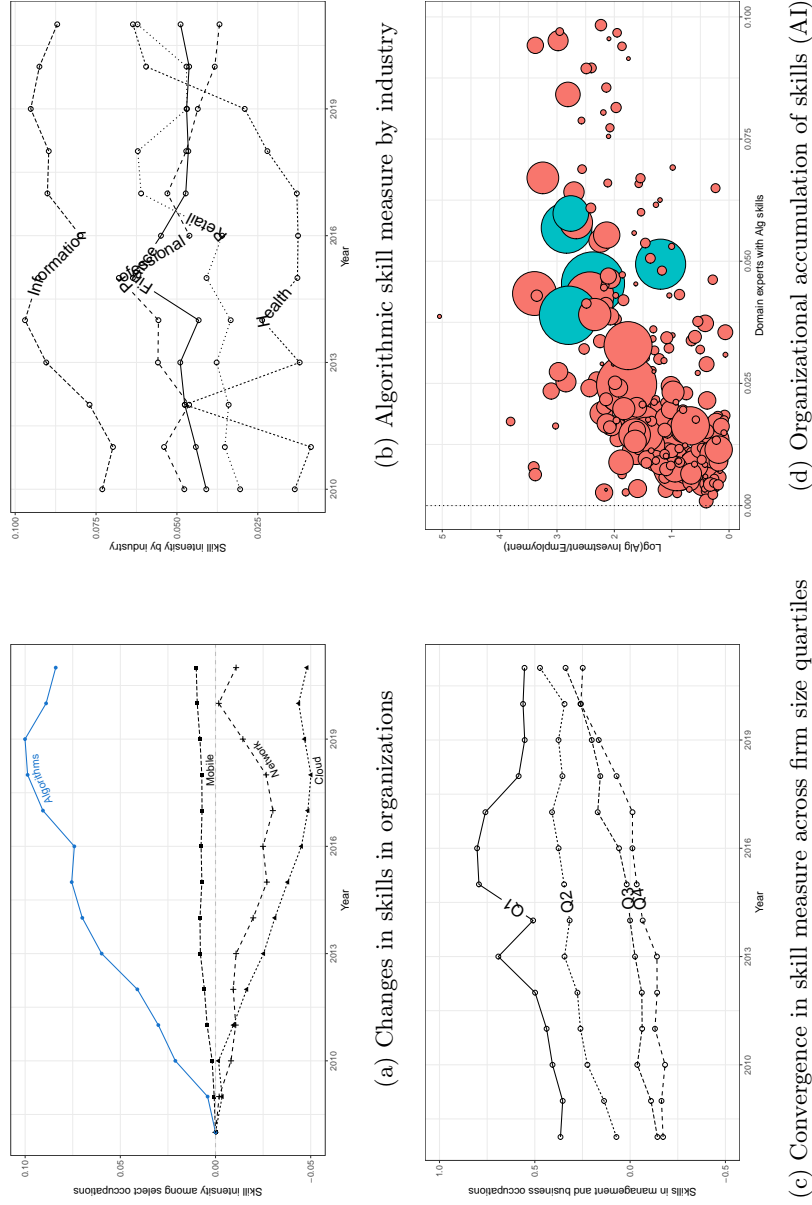 Skill intensity among select occupations
0.10
0.05
0.00
−0.05
Algorithms
Mobile
Network
Cloud
2010
2013
2016
2019
Year
(a) Changes in skills in organizations
Skill intensity by industry
0.100
0.075
0.050
0.025
Information
Professional
Finance
Retail
Health
2010
2013
2016
2019
Year
(b) Algorithmic skill measure by industry
Skills in management and business occupations
1.0
0.5
0.0
−0.5
Q1
Q2
Q3
Q4
2010
2013
2016
2019
Year
(c) Convergence in skill measure across firm size quartiles
Log(Alg Investment/Employment)
5
4
3
2
1
0
0.000
0.025
0.050
0.075
0.100
Domain experts with Alg skills
(d) Organizational accumulation of skills (AI)